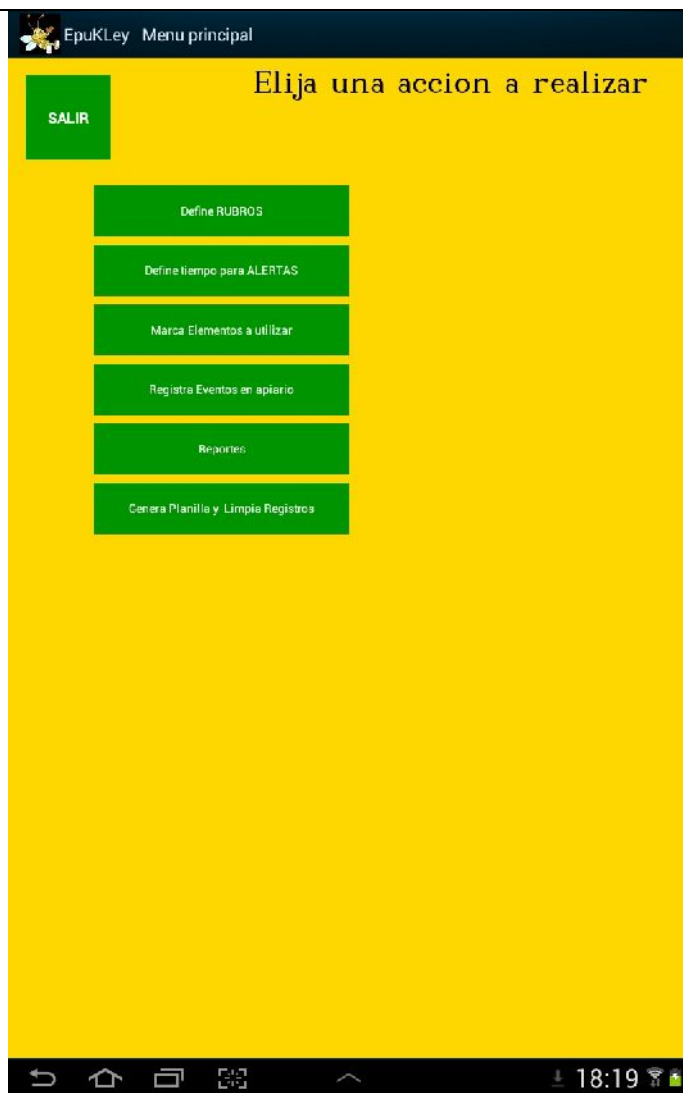 EpuKLey Menu principal
Elija una accion a realizar
SALIR
Define RUBROS
Define tiempo para ALERTAS
Marca Elementos a utilizar
Registra Eventos en apiario
Reportes
Genera Planilla y Limpia Registros
18:19